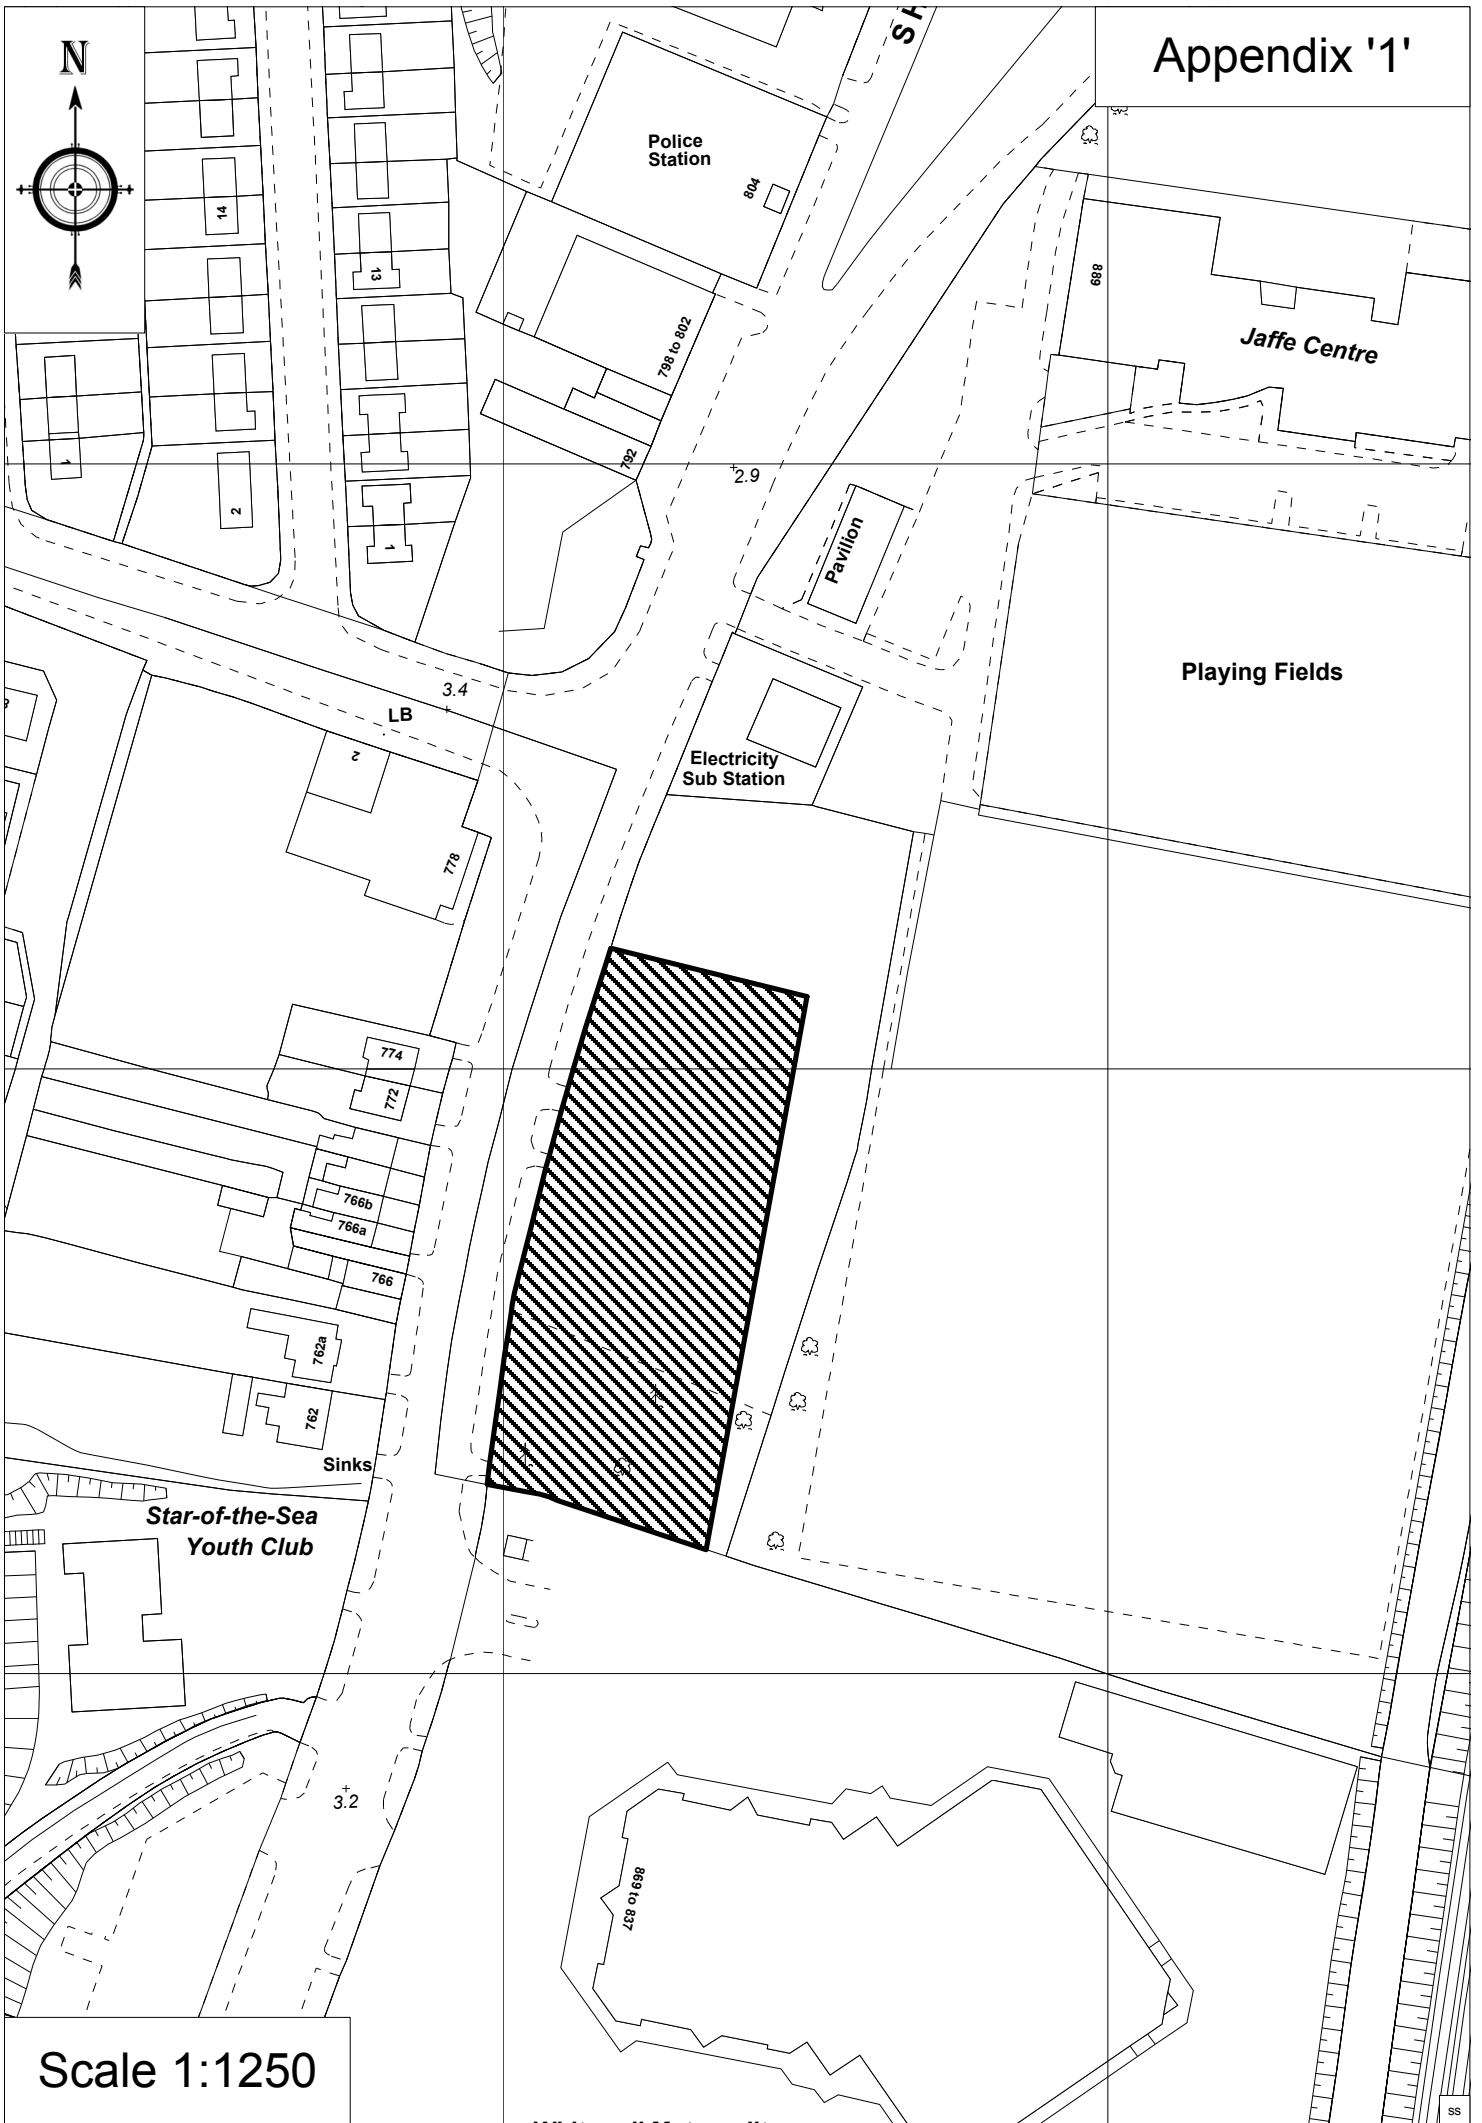 Appendix '1'
N
S H
Police
Station
804
14
13
889
Jaffe Centre
798 to 802
792
2.9
1
2
1
Pavilion
Playing Fields
3.4
LB
2
Electricity
Sub Station
778
774
772
766b
766a
766
762a
762
Sinks
Star-of-the-Sea
Youth Club
3.2
869 to 837
Scale 1:1250
ss